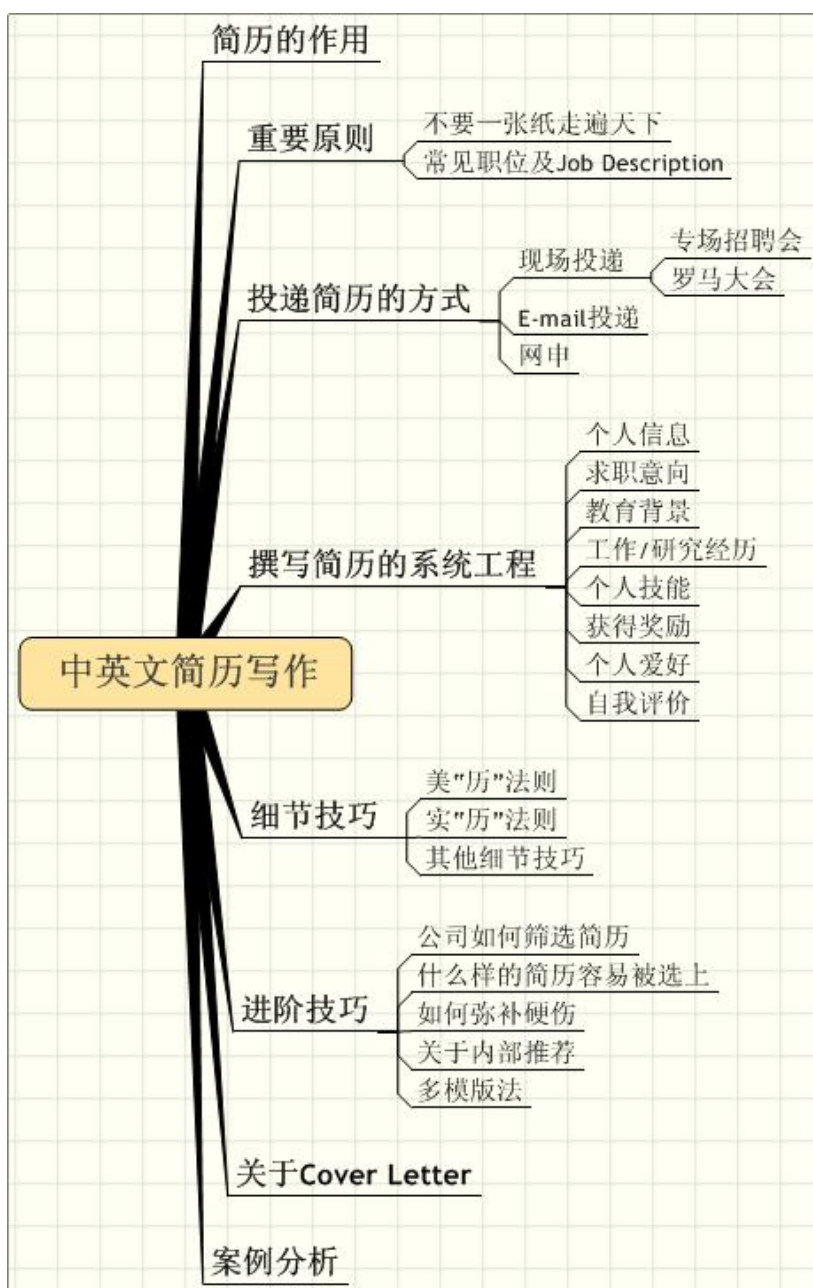 简历的作用
重要原则
不要一张纸走遍天下
常见职位及Job Description
投递简历的方式
现场投递
专场招聘会
罗马大会
E-mail投递
网申
撰写简历的系统工程
个人信息
求职意向
教育背景
工作/研究经历
个人技能
获得奖励
个人爱好
自我评价
中英文简历写作
细节技巧
美"历"法则
实"历"法则
其他细节技巧
进阶技巧
公司如何筛选简历
什么样的简历容易被选上
如何弥补硬伤
关于内部推荐
多模版法
关于Cover Letter
案例分析